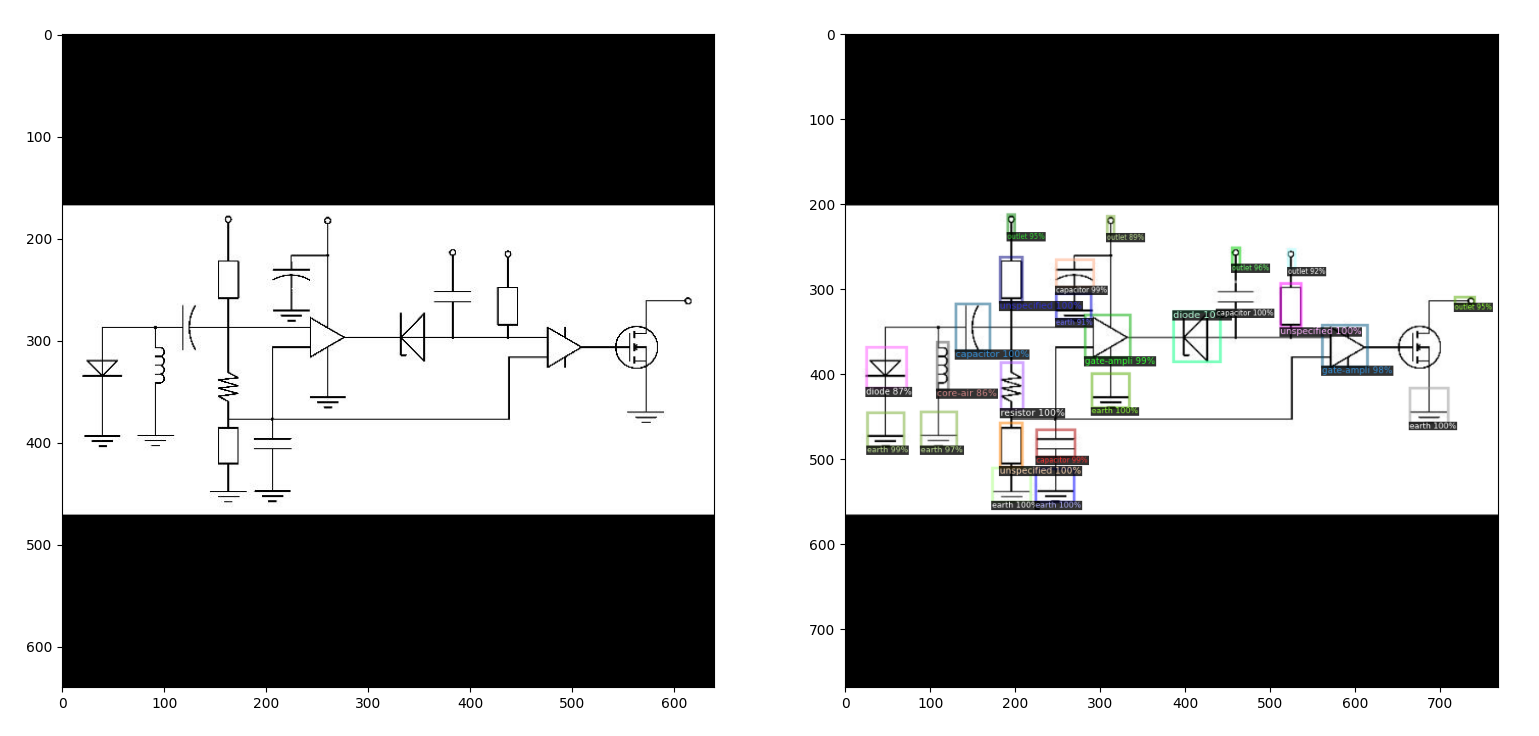 0
100
200
300
400
500
600
0 100 200 300 400 500 600
0
100
200
300
400
500
600
700
0 100 200 300 400 500 600 700
outlet 95%
outlet 89%
outlet 96%
outlet 92%
capacitor 99%
outlet 95%
earth 91%
diode 10
capacitor 100%
unspecified 100%
capacitor 100%
gate-ampli 99%
gate-ampli 98%
diode 87%
core-air 86%
resistor 100%
earth 100%
earth 100%
earth 99%
earth 97%
unspecified 100%
earth 100%
earth 100%